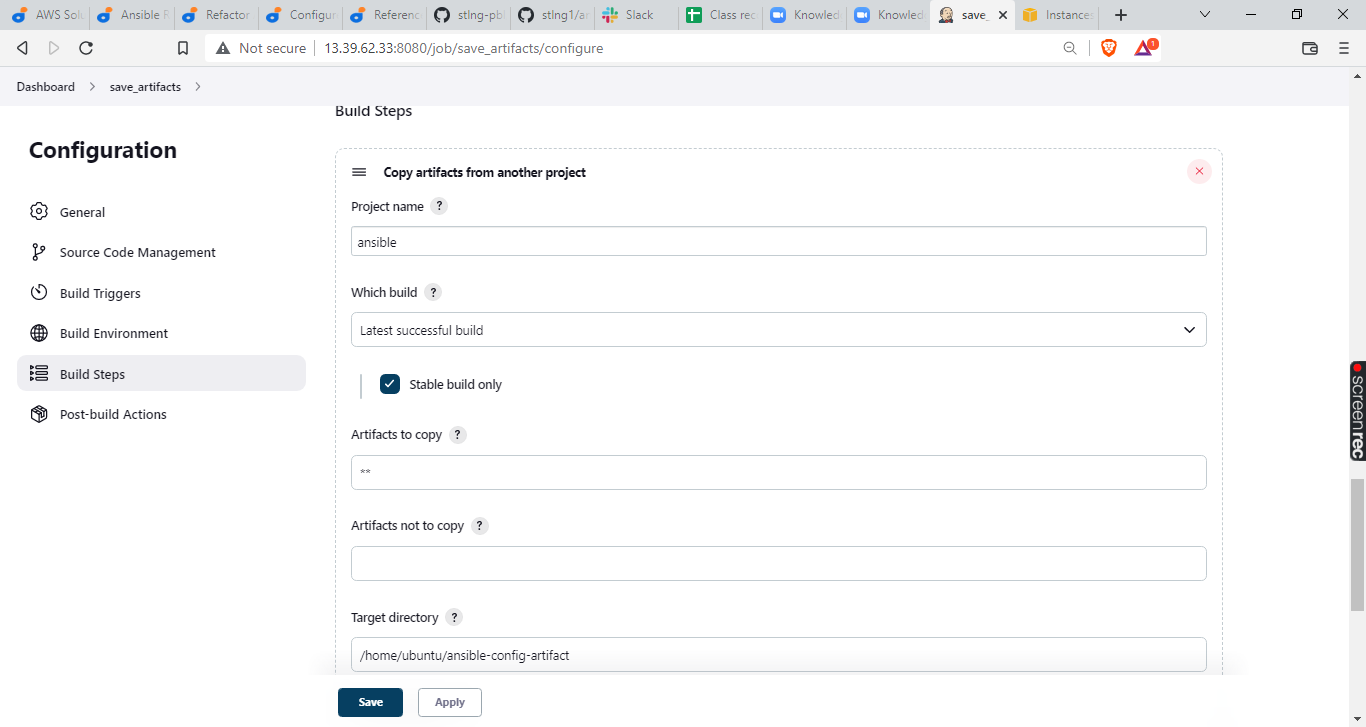 AWS Solu
Ansible R
Refactor
Configur
Referenc
stlng-pbl
stlng1/an
Slack
Class rec
Knowled
Knowled
save_
Instances
Not secure
13.39.62.33:8080/job/save_artifacts/configure
1
Dashboard
save_artifacts
Build Steps
Configuration
General
Source Code Management
Build Triggers
Build Environment
Build Steps
Post-build Actions
Copy artifacts from another project
Project name ?
ansible
Which build ?
Latest successful build
Stable build only
Artifacts to copy ?
**
Artifacts not to copy ?
Target directory ?
/home/ubuntu/ansible-config-artifact
Save
Apply
screenrec